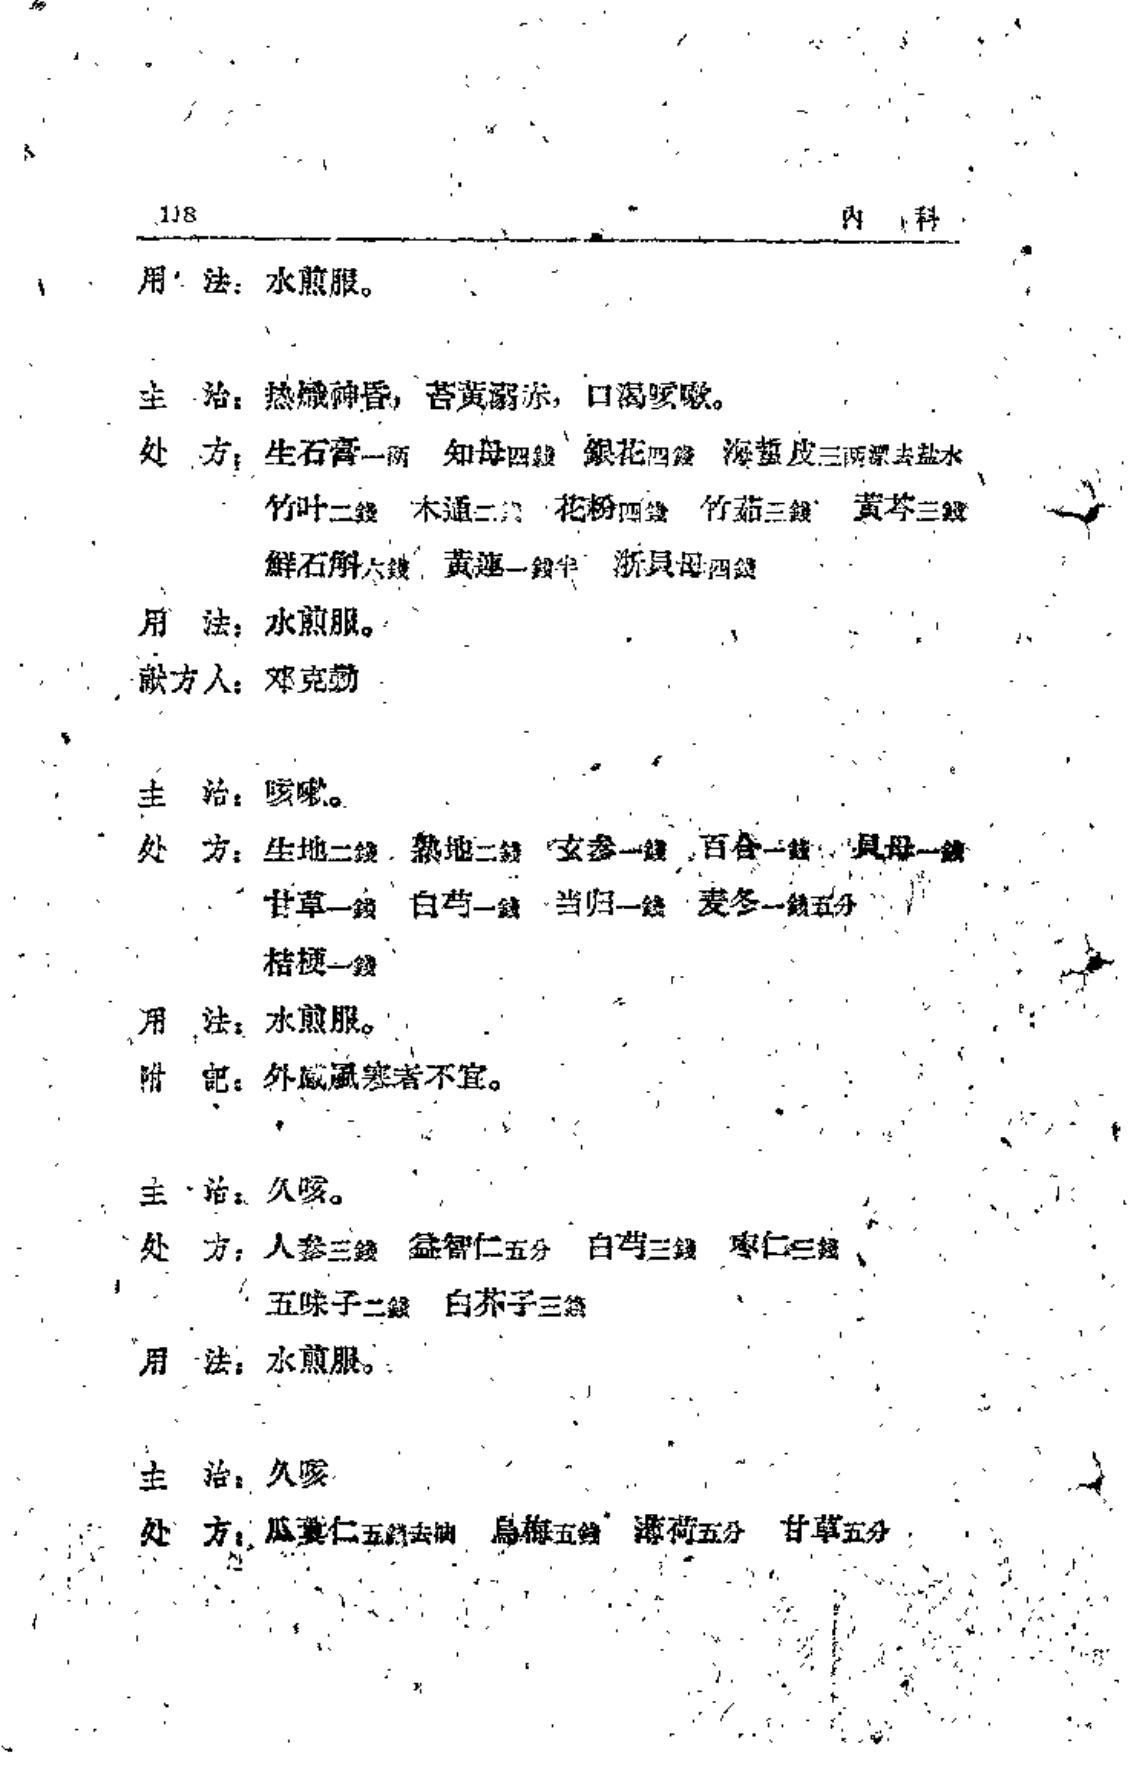 118 內 科
用 法：水煎服。
主 治：热熾神昏，苔黄溺赤，口渴咳嗽。
处 方：生石膏一两 知母四錢 銀花四錢 海蜇皮三两漂去盐水
竹叶二錢 木通二錢 花粉四錢 竹茹三錢 黃芩三錢
鮮石斛六錢 黃連一錢半 浙貝母四錢
用 法：水煎服。
献方人：邓克勤
主 治：咳嗽。
处 方：生地二錢 熟地二錢 玄参一錢 百合一錢 貝母一錢
甘草一錢 白芍一錢 当归一錢 麦冬一錢五分
桔梗一錢
用 法：水煎服。
附 記：外感風寒者不宜。
主 治：久咳。
处 方：人参三錢 益智仁五分 白芍三錢 棗仁三錢
五味子二錢 白芥子三錢
用 法：水煎服。
主 治：久咳
处 方：瓜蔞仁五錢去油 烏梅五錢 薄荷五分 甘草五分